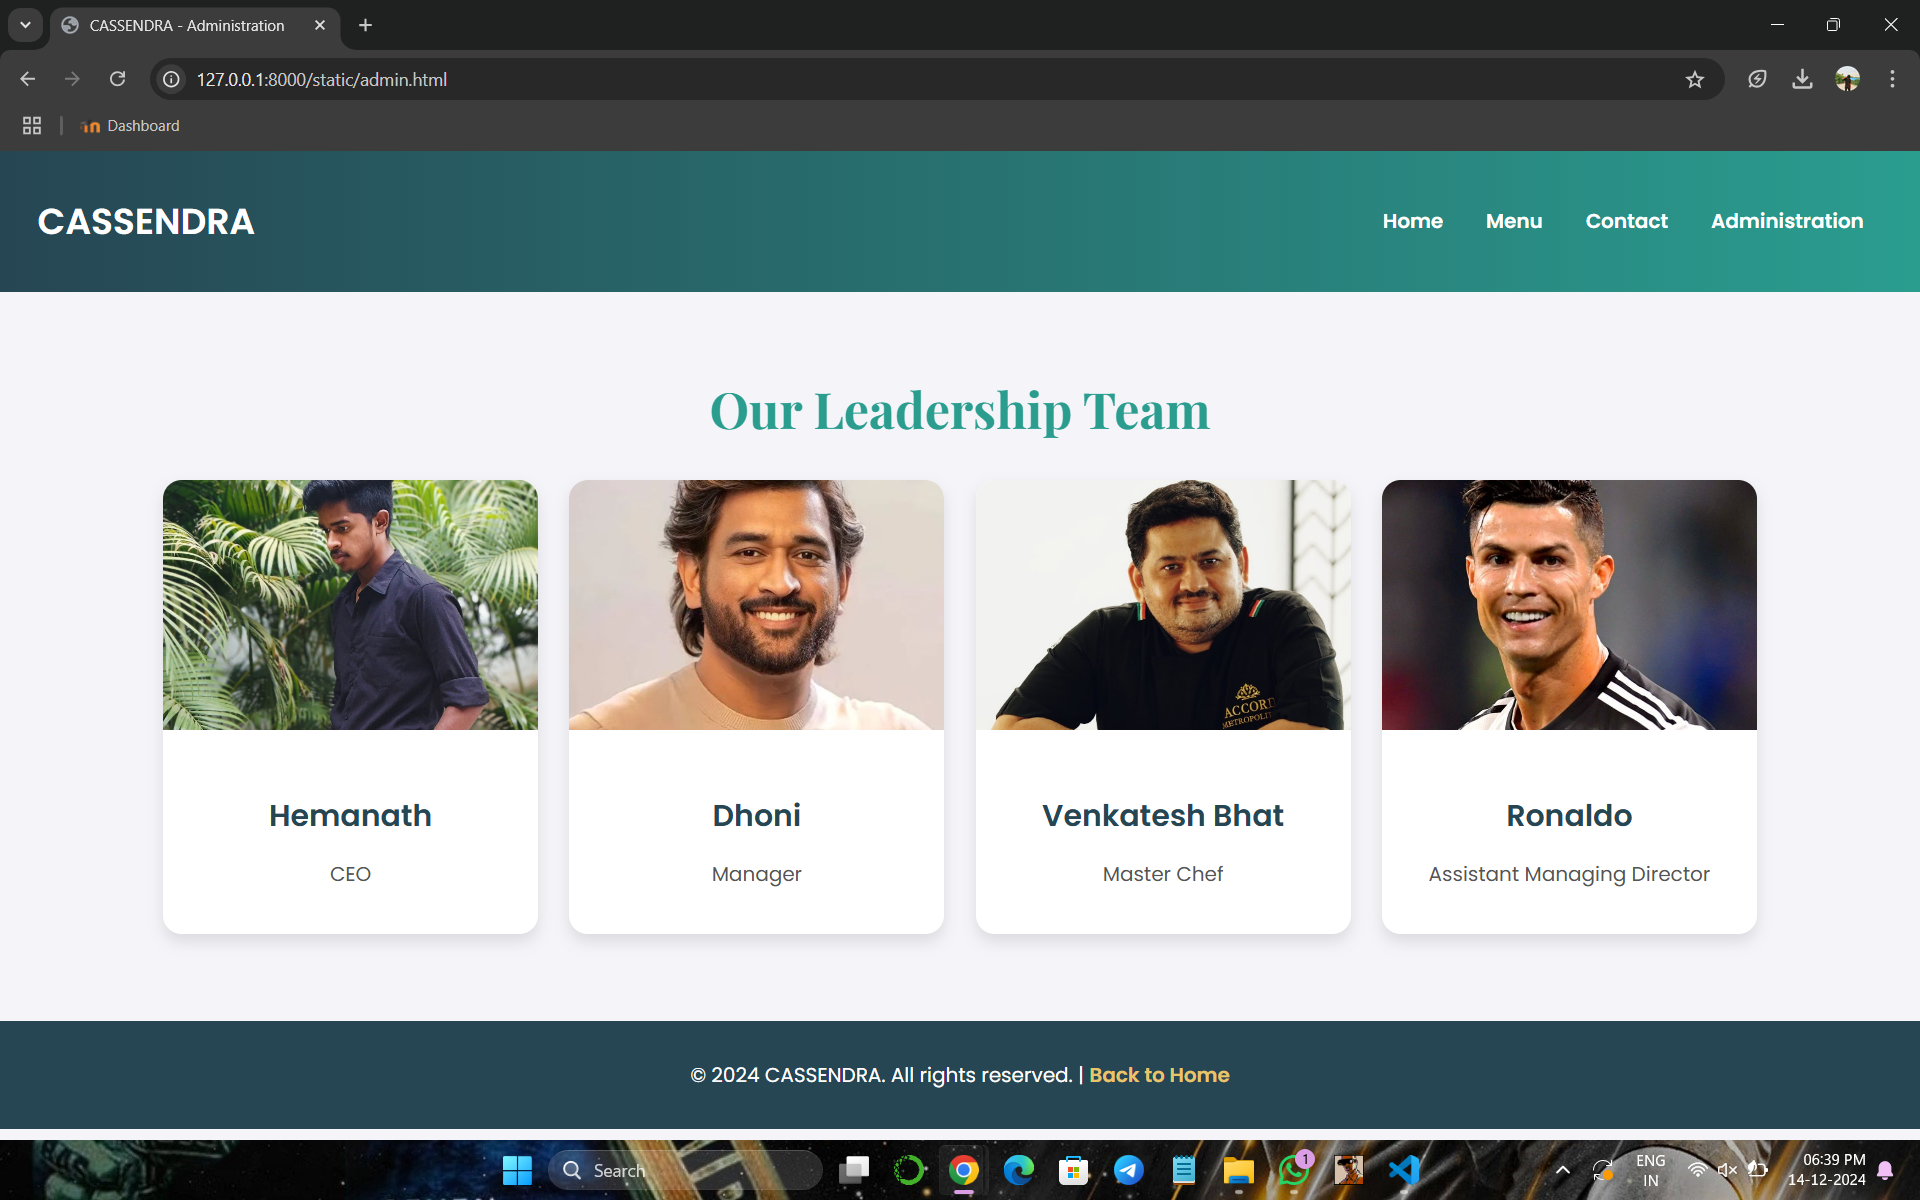 CASSENDRA - Administration
127.0.0.1:8000/static/admin.html
Dashboard
CASSENDRA
Home Menu Contact Administration
Our Leadership Team
ACCORD
METROPOLIT
Hemanath
CEO
Dhoni
Manager
Venkatesh Bhat
Master Chef
Ronaldo
Assistant Managing Director
© 2024 CASSENDRA. All rights reserved. | Back to Home
Search
1
ENG
IN
06:39 PM
14-12-2024